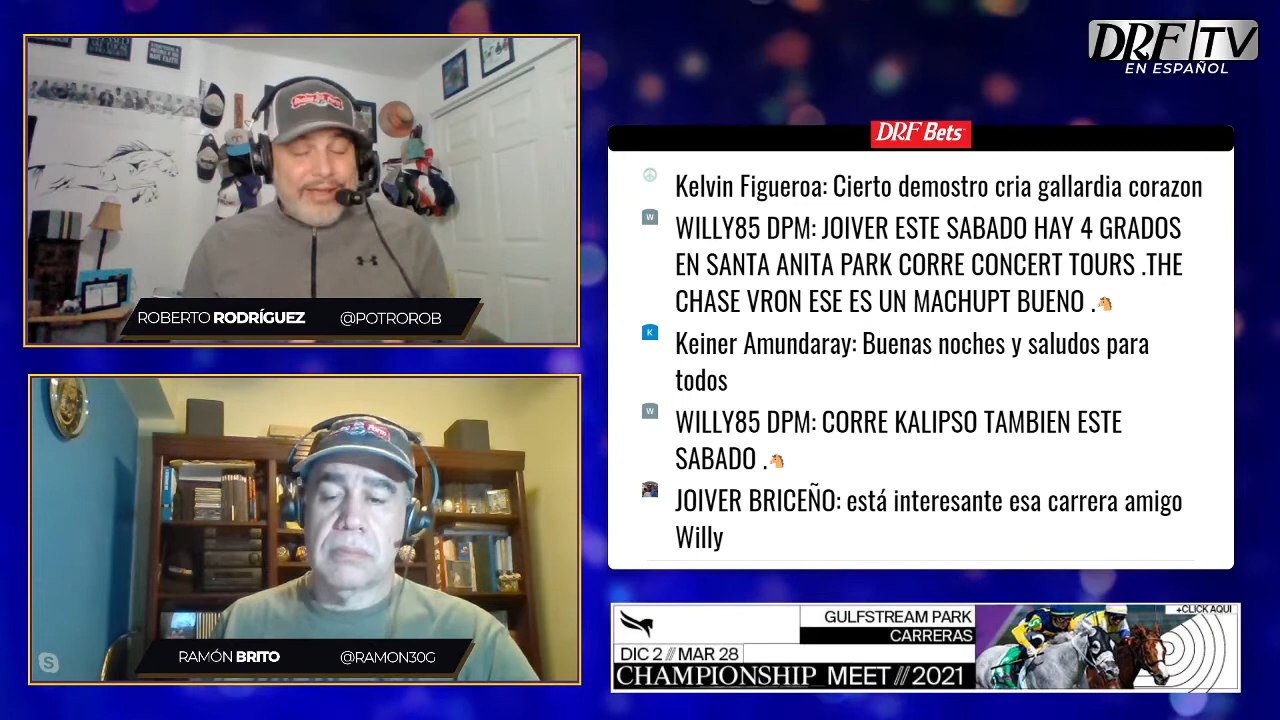 DRF TV
EN ESPAÑOL
DRF Bets
Kelvin Figueroa: Cierto demostro cria gallardia corazon
W
WILLY85 DPM: JOIVER ESTE SABADO HAY 4 GRADOS
EN SANTA ANITA PARK CORRE CONCERT TOURS .THE
CHASE VRON ESE ES UN MACHUPT BUENO .🐴
K
Keiner Amundaray: Buenas noches y saludos para
todos
W
WILLY85 DPM: CORRE KALIPSO TAMBIEN ESTE
SABADO .🐴
JOIVER BRICEÑO: está interesante esa carrera amigo
Willy
ROBERTO RODRÍGUEZ @POTROROB
RAMÓN BRITO @RAMON30G
S
GULFSTREAM PARK
CARRERAS
+CLICK AQUI
DIC 2 // MAR 28
CHAMPIONSHIP MEET // 2021